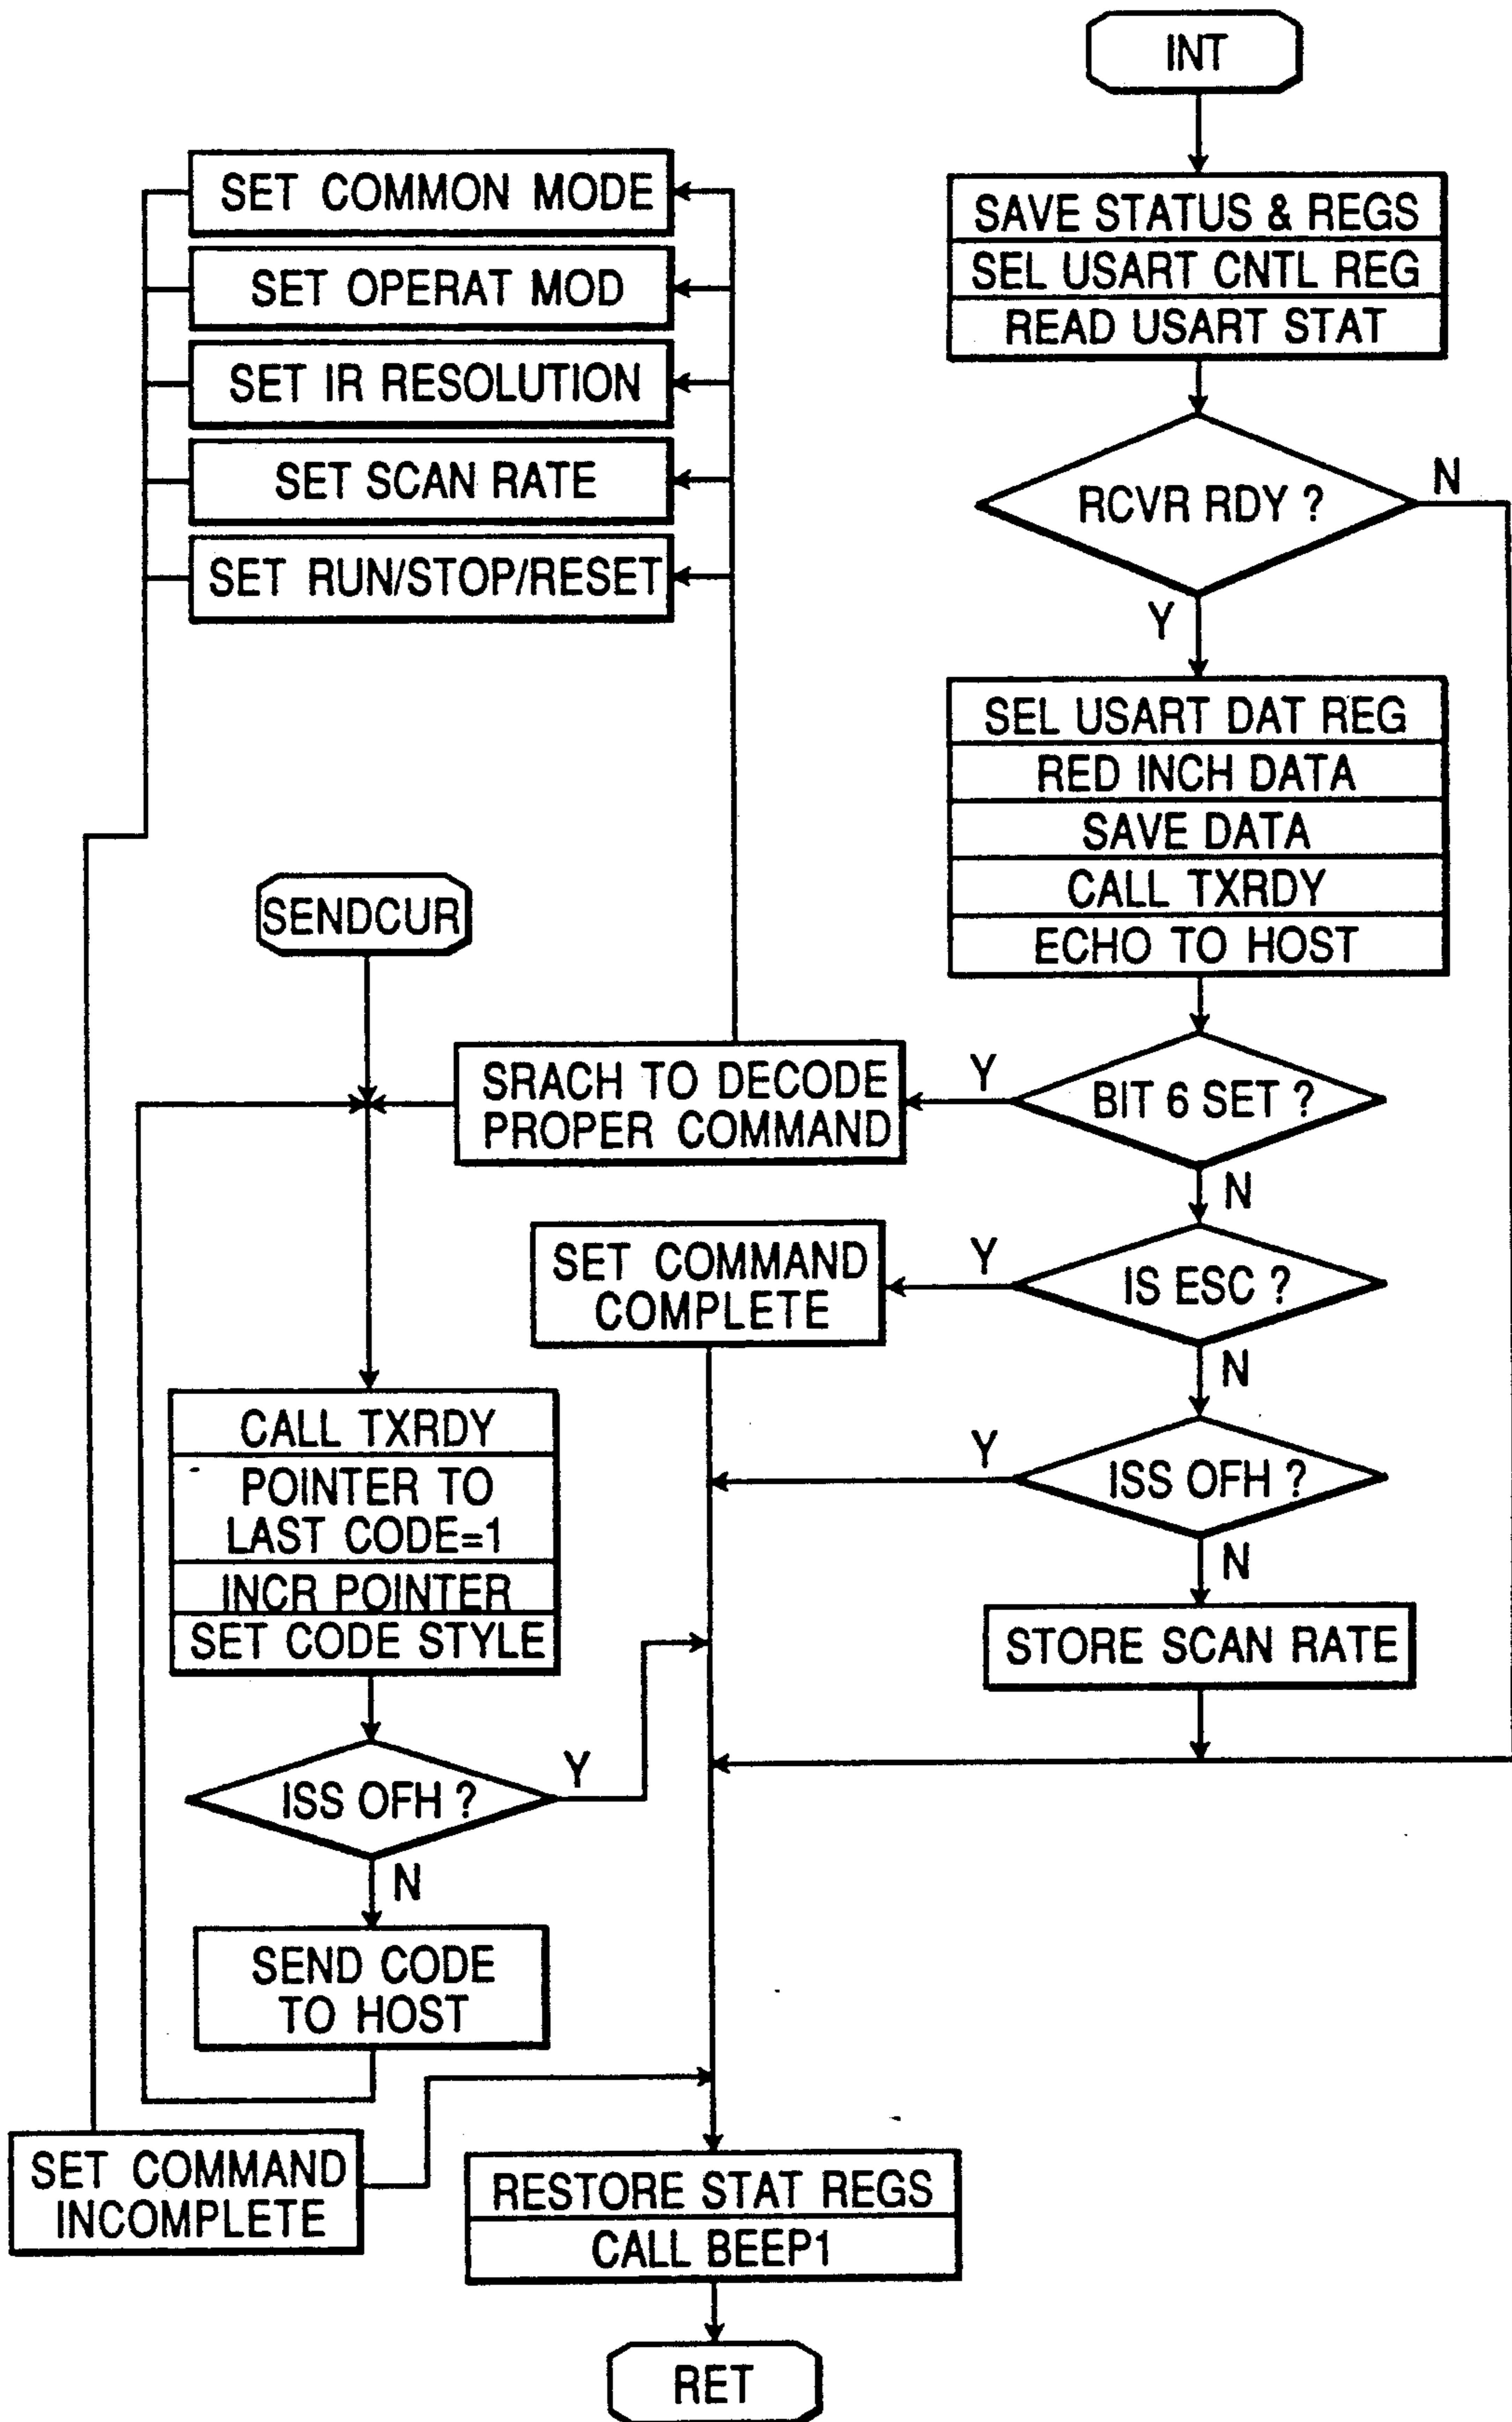 INT
SAVE STATUS & REGS
SEL USART CNTL REG
READ USART STAT
RCVR RDY ?
N
Y
SEL USART DAT REG
RED INCH DATA
SAVE DATA
CALL TXRDY
ECHO TO HOST
BIT 6 SET ?
Y
N
SRACH TO DECODE
PROPER COMMAND
SET COMMON MODE
SET OPERAT MOD
SET IR RESOLUTION
SET SCAN RATE
SET RUN/STOP/RESET
IS ESC ?
Y
N
SET COMMAND
COMPLETE
ISS OFH ?
Y
N
STORE SCAN RATE
SENDCUR
CALL TXRDY
POINTER TO
LAST CODE=1
INCR POINTER
SET CODE STYLE
ISS OFH ?
Y
N
SEND CODE
TO HOST
SET COMMAND
INCOMPLETE
RESTORE STAT REGS
CALL BEEP1
RET